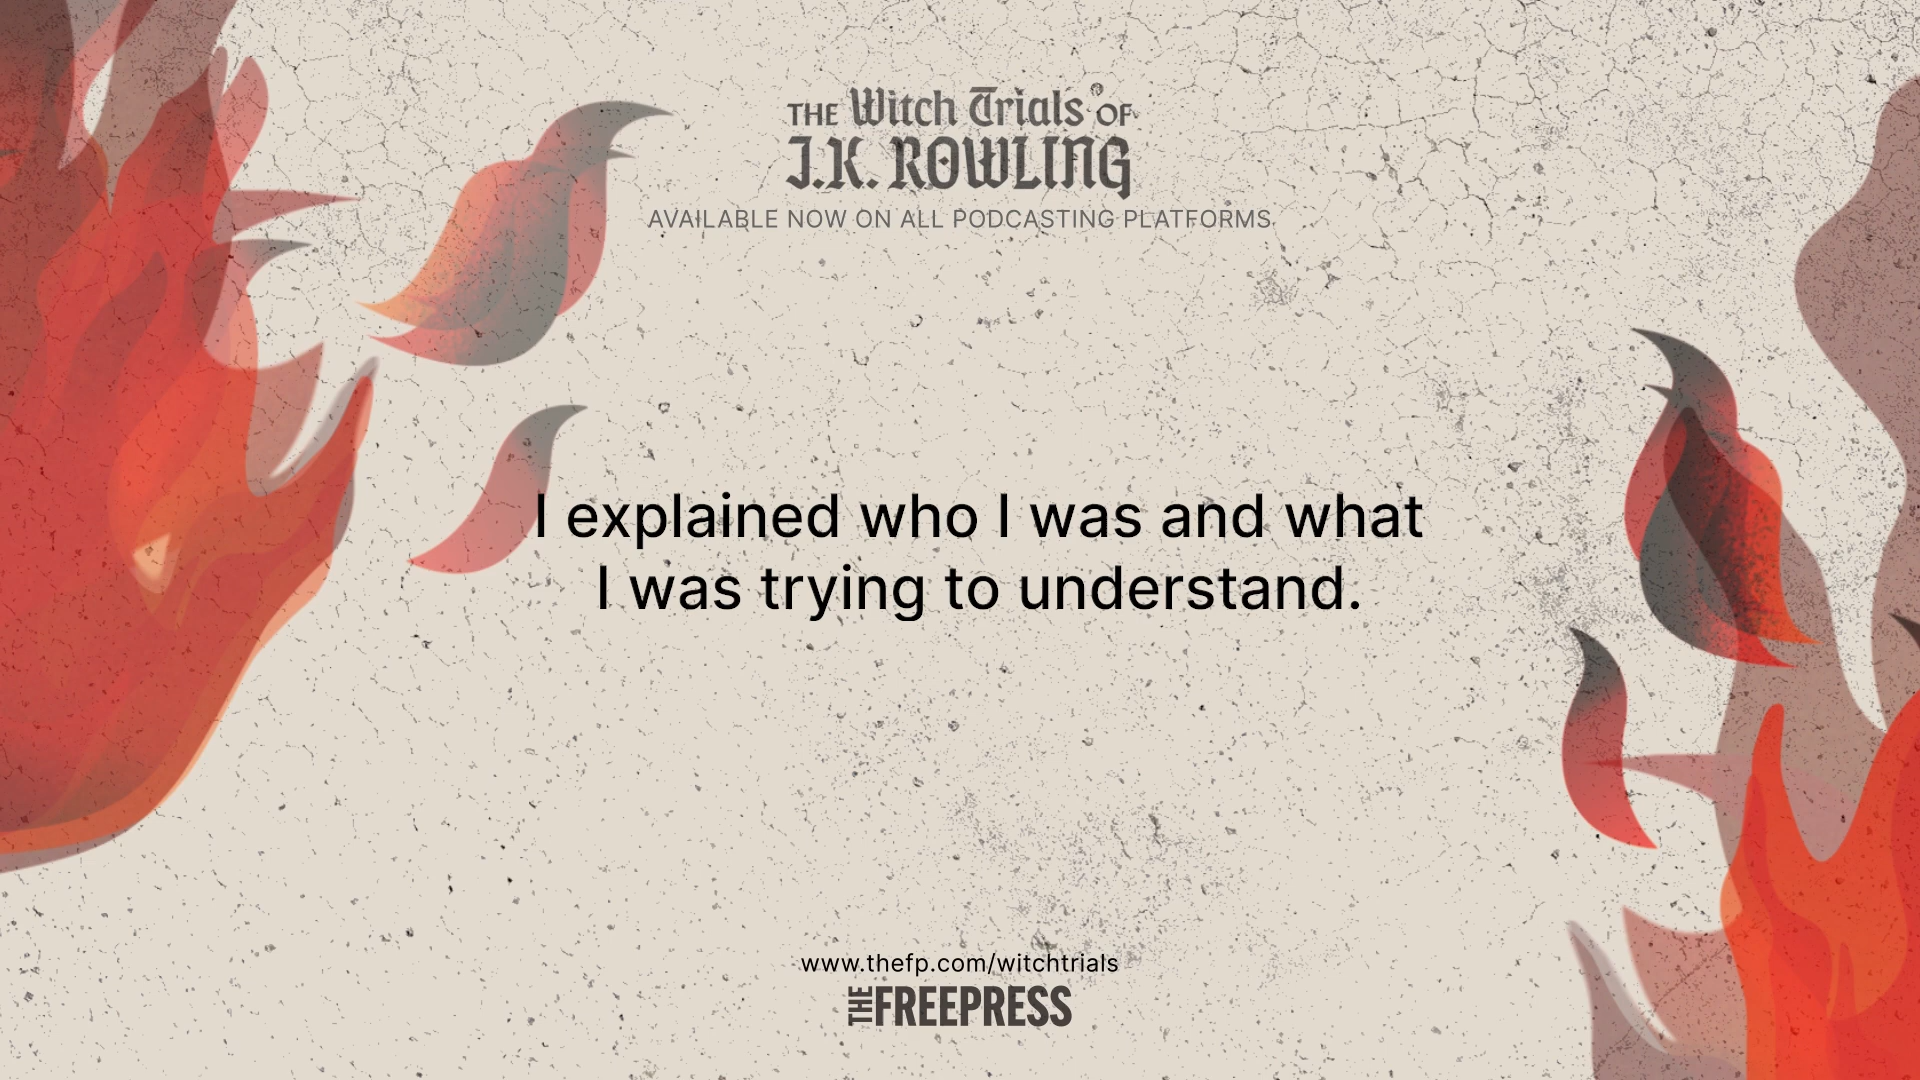 THE Witch Trials OF
J.K. ROWLING
AVAILABLE NOW ON ALL PODCASTING PLATFORMS
I explained who I was and what
I was trying to understand.
www.thefp.com/witchtrials
THE FREEPRESS